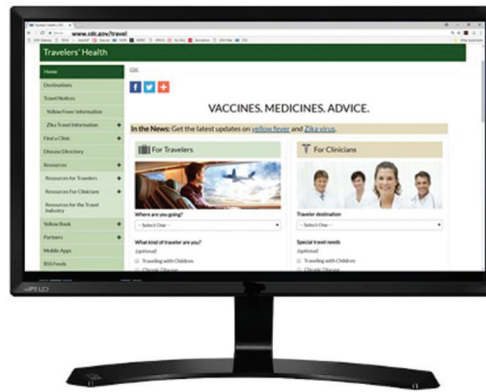 www.cdc.gov/travel
Travelers' Health
Home
Destinations
Travel Notices
Yellow Fever Information
Zika Travel Information
Find a Clinic
Disease Directory
Resources
Resources for Travelers
Resources For Clinicians
Resources for the Travel
Industry
Yellow Book
Partners
Mobile Apps
RSS Feeds
CDC
VACCINES. MEDICINES. ADVICE.
In the News: Get the latest updates on yellow fever and Zika virus.
For Travelers
Where are you going?
-- Select One --
What kind of traveler are you?
(optional)
Traveling with Children
Chronic Disease
For Clinicians
Traveler destination
-- Select One --
Special travel needs
(optional)
Traveling with Children
Chronic Disease